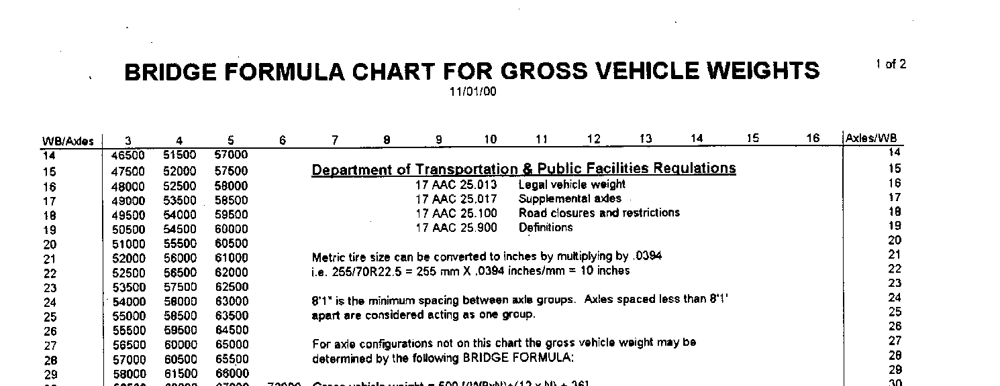 BRIDGE FORMULA CHART FOR GROSS VEHICLE WEIGHTS 1 of 2
11/01/00
WB/Axles 3 4 5 6 7 8 9 10 11 12 13 14 15 16 Axles/WB
14 46500 51500 57000 14
15 47500 52000 57500 Department of Transportation & Public Facilities Regulations 15
16 48000 52500 58000 17 AAC 25.013 Legal vehicle weight 16
17 49000 53500 58500 17 AAC 25.017 Supplemental axles 17
18 49500 54000 59500 17 AAC 25.100 Road closures and restrictions 18
19 50500 54500 60000 17 AAC 25.900 Definitions 19
20 51000 55500 60500 20
21 52000 56000 61000 Metric tire size can be converted to inches by multiplying by .0394 21
22 52500 56500 62000 i.e. 255/70R22.5 = 255 mm X .0394 inches/mm = 10 inches 22
23 53500 57500 62500 23
24 54000 58000 63000 8'1" is the minimum spacing between axle groups. Axles spaced less than 8'1' 24
25 55000 58500 63500 apart are considered acting as one group. 25
26 55500 59500 64500 26
27 56500 60000 65000 For axle configurations not on this chart the gross vehicle weight may be 27
28 57000 60500 65500 determined by the following BRIDGE FORMULA: 28
29 58000 61500 66000 29
Gross vehicle weight = 500 30